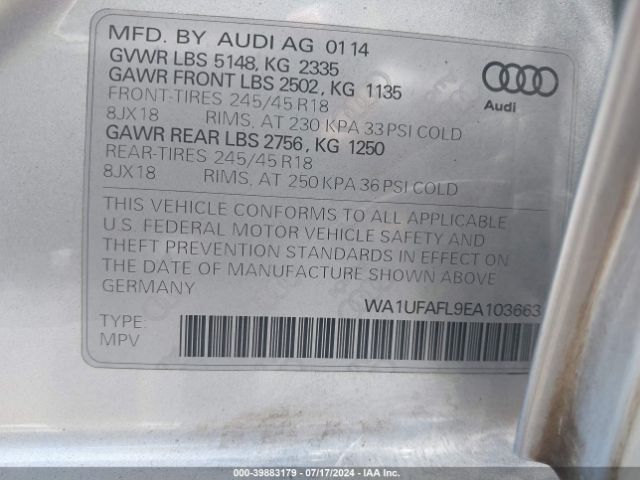 MFD. BY AUDI AG 01 14
GVWR LBS 5148, KG 2335
GAWR FRONT LBS 2502, KG 1135
FRONT-TIRES 245/45 R18
8JX18 RIMS, AT 230 KPA 33 PSI COLD
GAWR REAR LBS 2756, KG 1250
REAR-TIRES 245/45 R18
8JX18 RIMS, AT 250 KPA 36 PSI COLD
Audi
THIS VEHICLE CONFORMS TO ALL APPLICABLE
U.S. FEDERAL MOTOR VEHICLE SAFETY AND
THEFT PREVENTION STANDARDS IN EFFECT ON
THE DATE OF MANUFACTURE SHOWN ABOVE
GERMANY
WA1UFAFL9EA103663
TYPE:
MPV
000-39883179 - 07/17/2024 - IAA Inc.